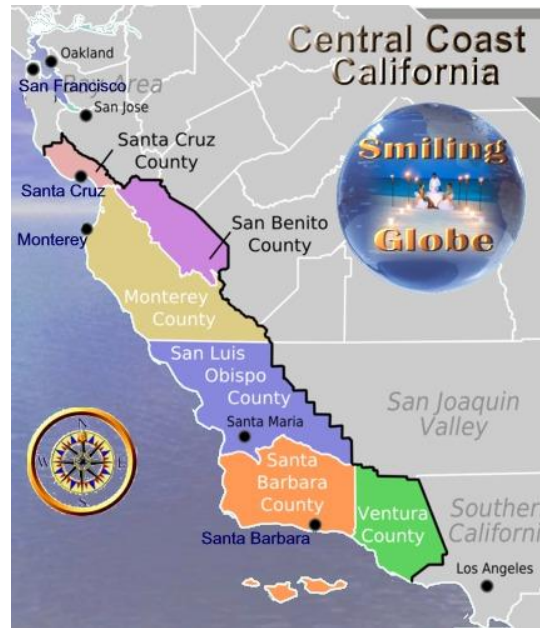 Central Coast
California
Oakland
Bay Area
San Francisco
San Jose
Smiling
Globe
Santa Cruz
County
Santa Cruz
San Benito
County
Monterey
Monterey
County
San Luis
Obispo
County
San Joaquin
Valley
Santa Maria
N
W
E
S
Santa
Barbara
County
Ventura
County
Southern
California
Santa Barbara
Los Angeles